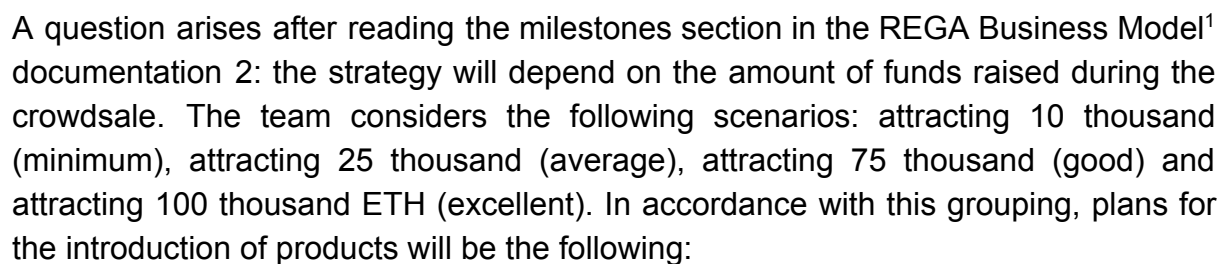 A question arises after reading the milestones section in the REGA Business Model¹
documentation 2: the strategy will depend on the amount of funds raised during the
crowdsale. The team considers the following scenarios: attracting 10 thousand
(minimum), attracting 25 thousand (average), attracting 75 thousand (good) and
attracting 100 thousand ETH (excellent). In accordance with this grouping, plans for
the introduction of products will be the following: